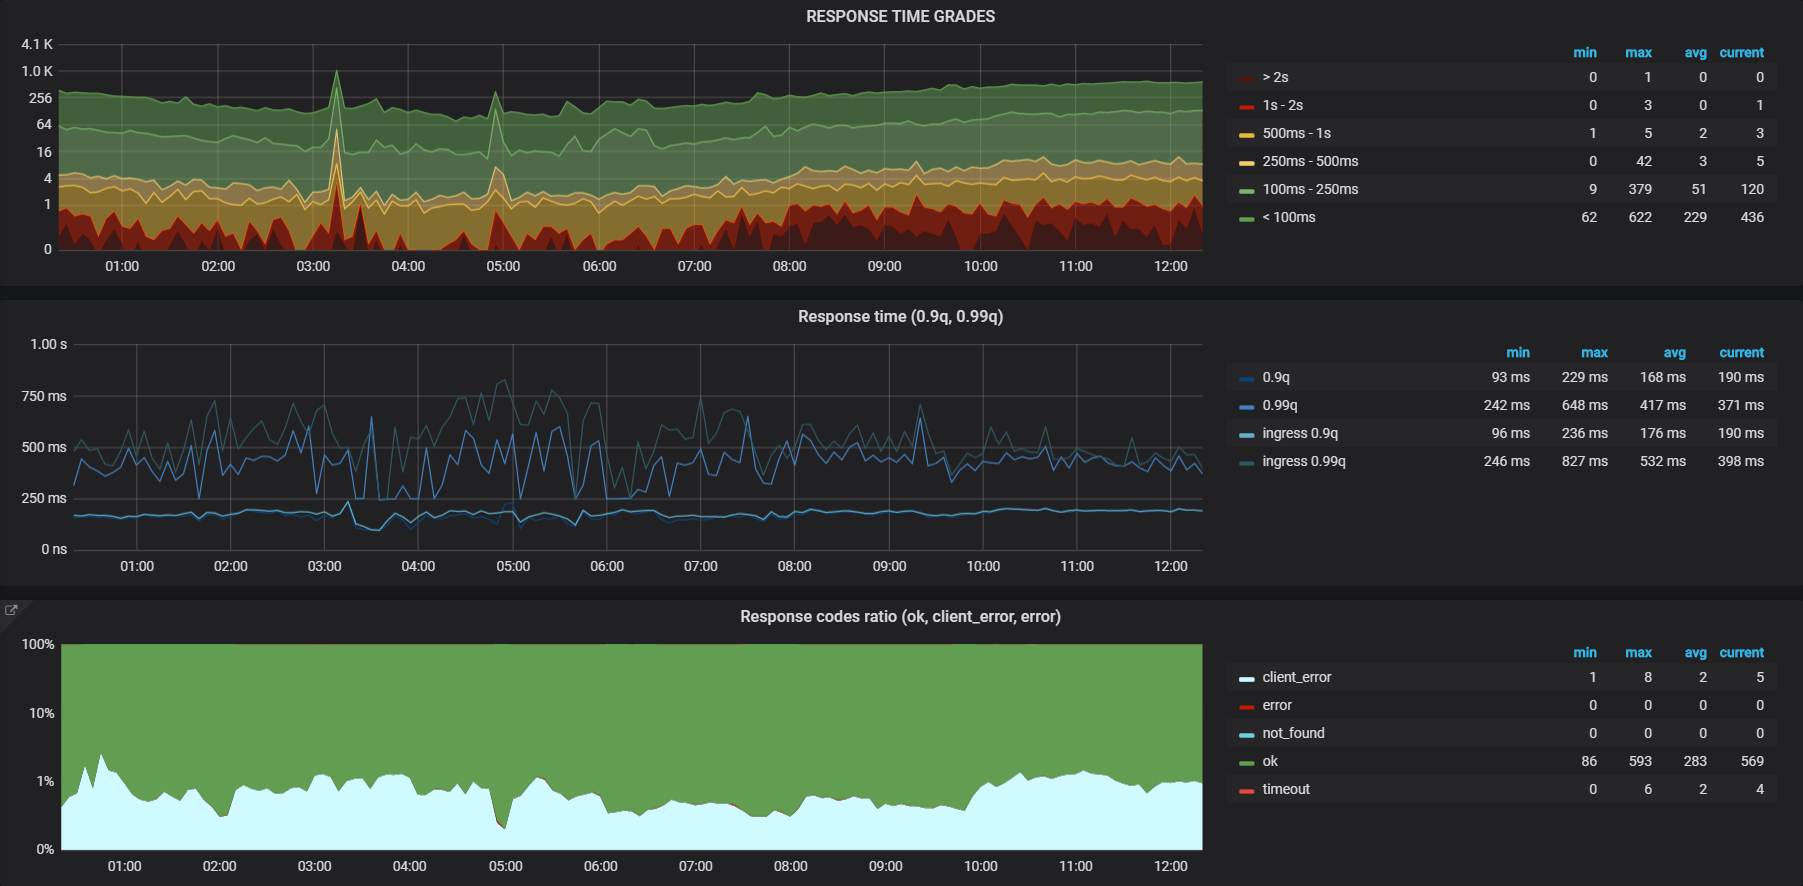 RESPONSE TIME GRADES
4.1 K
1.0 K
256
64
16
4
1
0
01:00 02:00 03:00 04:00 05:00 06:00 07:00 08:00 09:00 10:00 11:00 12:00
min max avg current
> 2s 0 1 0 0
1s - 2s 0 3 0 1
500ms - 1s 1 5 2 3
250ms - 500ms 0 42 3 5
100ms - 250ms 9 379 51 120
< 100ms 62 622 229 436
Response time (0.9q, 0.99q)
1.00 s
750 ms
500 ms
250 ms
0 ns
01:00 02:00 03:00 04:00 05:00 06:00 07:00 08:00 09:00 10:00 11:00 12:00
min max avg current
0.9q 93 ms 229 ms 168 ms 190 ms
0.99q 242 ms 648 ms 417 ms 371 ms
ingress 0.9q 96 ms 236 ms 176 ms 190 ms
ingress 0.99q 246 ms 827 ms 532 ms 398 ms
Response codes ratio (ok, client_error, error)
100%
10%
1%
0%
01:00 02:00 03:00 04:00 05:00 06:00 07:00 08:00 09:00 10:00 11:00 12:00
min max avg current
client_error 1 8 2 5
error 0 0 0 0
not_found 0 0 0 0
ok 86 593 283 569
timeout 0 6 2 4